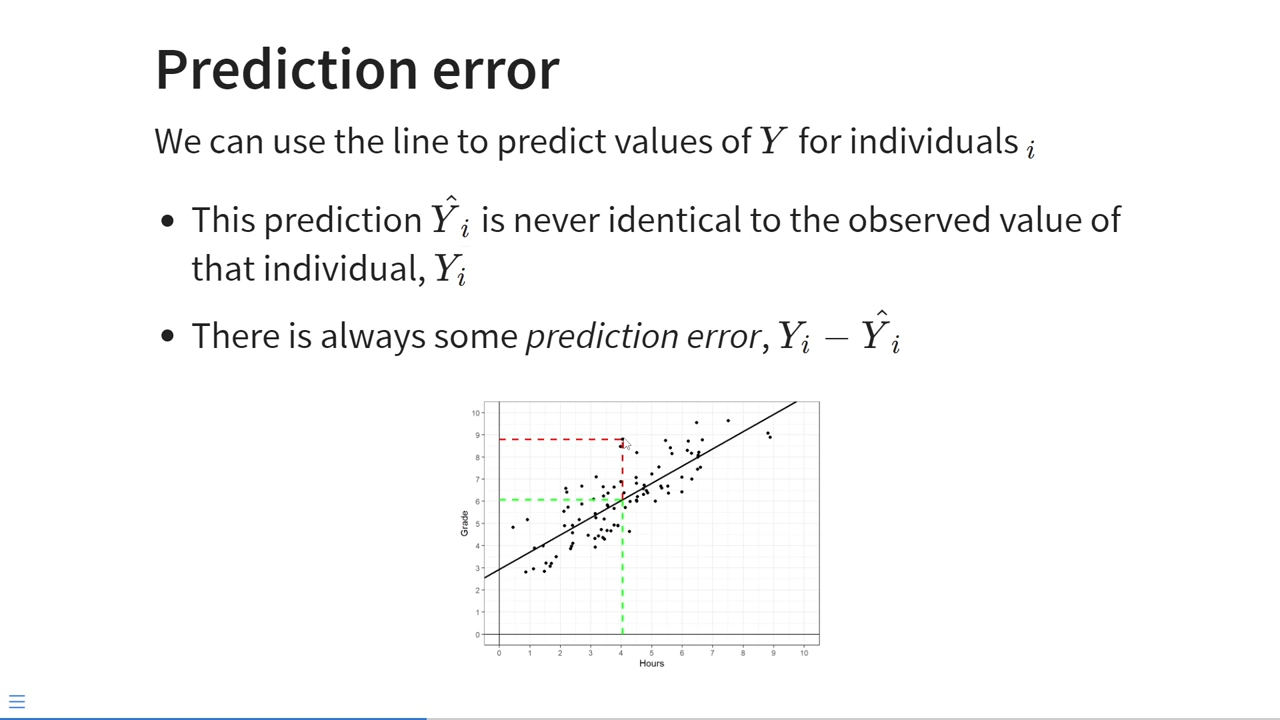 Prediction error
We can use the line to predict values of Y for individuals ᵢ
• This prediction Ŷᵢ is never identical to the observed value of
that individual, Yᵢ
• There is always some prediction error, Yᵢ − Ŷᵢ
10
9
8
7
6
5
4
3
2
1
0
Grade
0 1 2 3 4 5 6 7 8 9 10
Hours